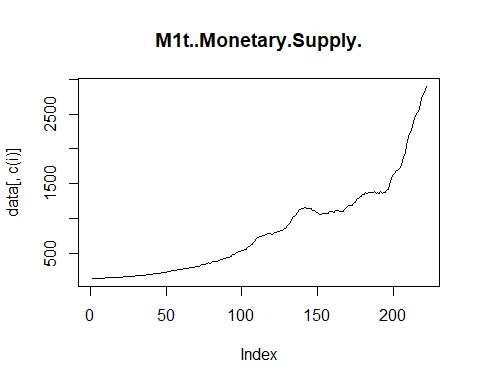 M1t..Monetary.Supply.
data[, c(i)]
2500
1500
500
0 50 100 150 200
Index